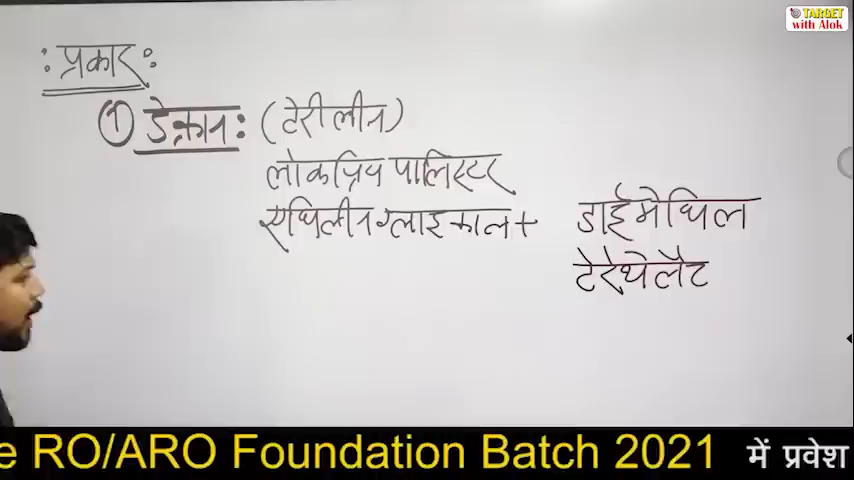 TARGET
with Alok
: प्रकार :
① डेक्रान : (टेरीलीन)
लोकप्रिय पालिस्टर
एथिलीन ग्लाइकाल + डाईमेथिल
टेरेथेलेट
e RO/ARO Foundation Batch 2021 में प्रवेश